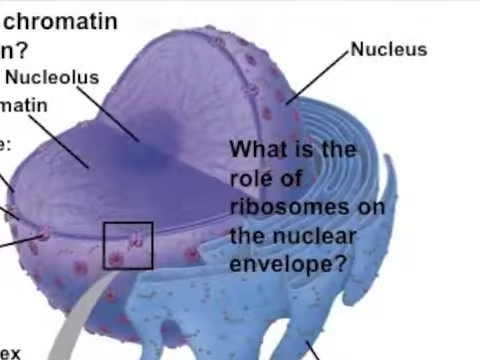 chromatin
n?
Nucleus
Nucleolus
matin
e:
What is the
role of
ribosomes on
the nuclear
envelope?
ex